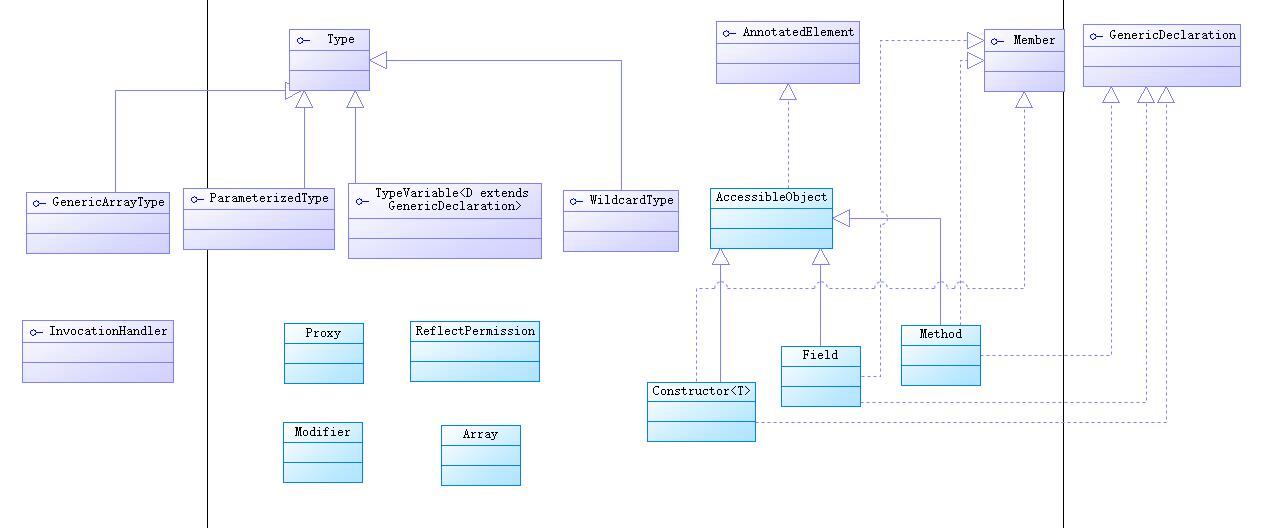 Type
AnnotatedElement
Member
GenericDeclaration
GenericArrayType
ParameterizedType
TypeVariable<D extends
GenericDeclaration>
WildcardType
AccessibleObject
InvocationHandler
Proxy
ReflectPermission
Method
Field
Constructor<T>
Modifier
Array